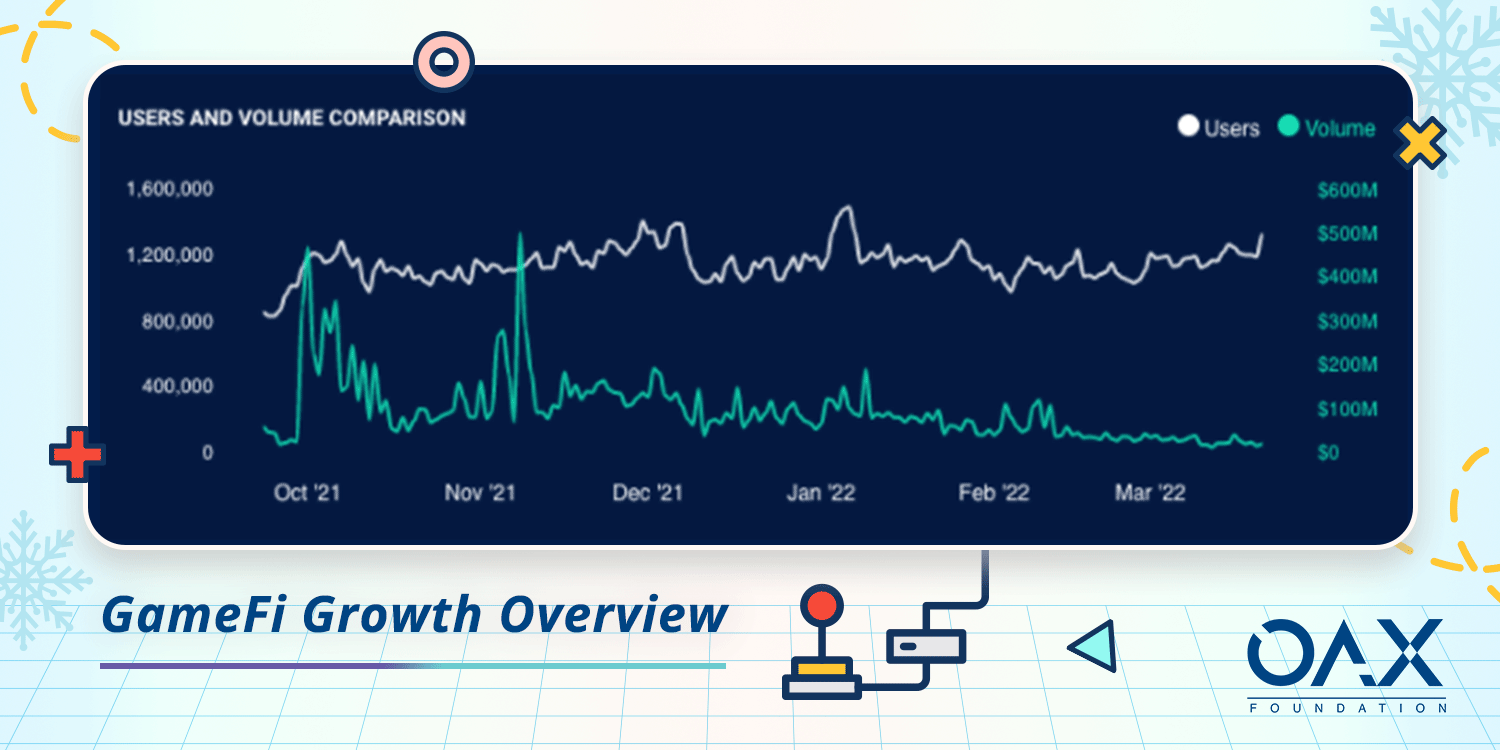 USERS AND VOLUME COMPARISON
Users Volume
1,600,000
1,200,000
800,000
400,000
0
$600M
$500M
$400M
$300M
$200M
$100M
$0
Oct '21 Nov '21 Dec '21 Jan '22 Feb '22 Mar '22
GameFi Growth Overview
OAX
FOUNDATION